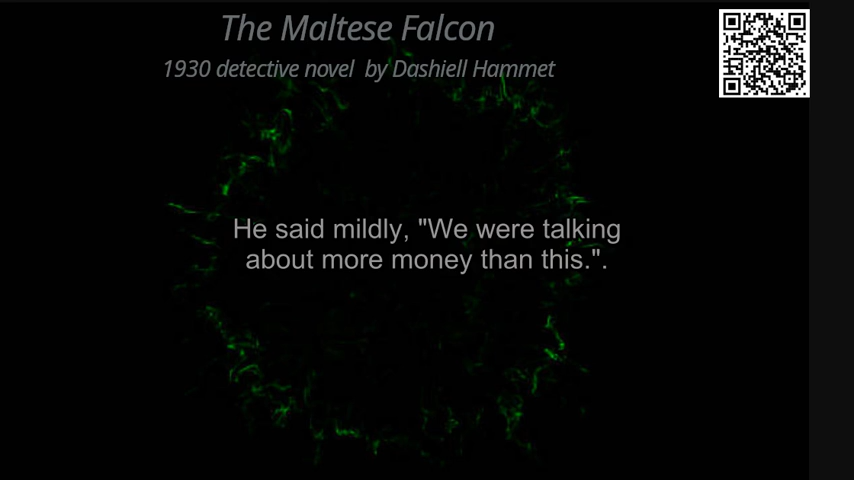 The Maltese Falcon
1930 detective novel by Dashiell Hammet
He said mildly, "We were talking
about more money than this.".